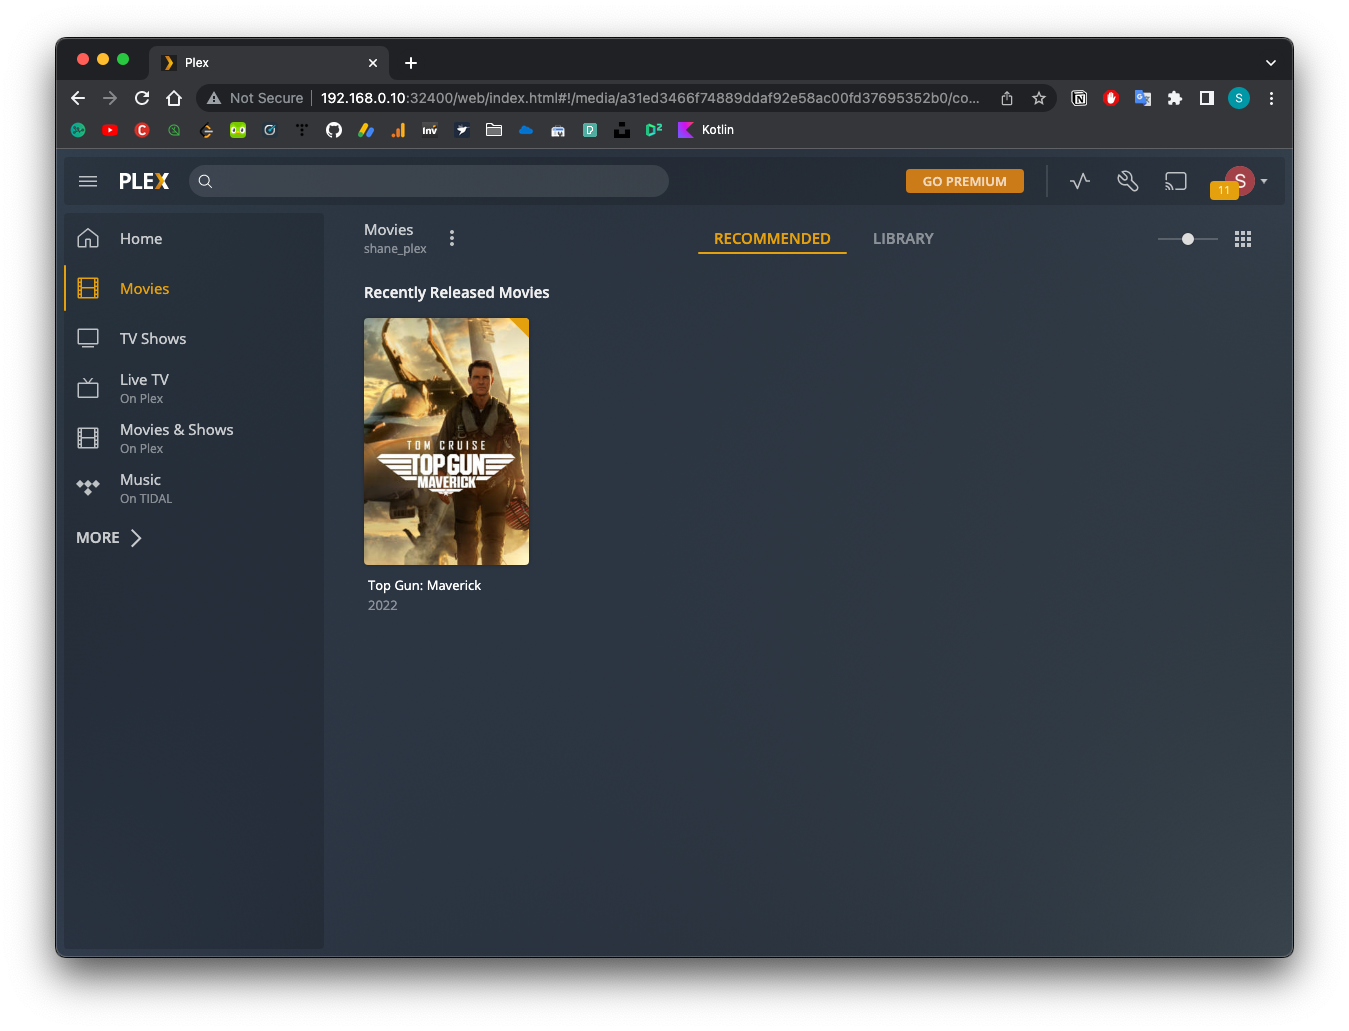 Plex
Not Secure
192.168.0.10:32400/web/index.html#!/media/a31ed3466f74889ddaf92e58ac00fd37695352b0/co...
S
C
Inv
Kotlin
PLEX
GO PREMIUM
11
S
Home
Movies
TV Shows
Live TV
On Plex
Movies & Shows
On Plex
Music
On TIDAL
MORE
Movies
shane_plex
RECOMMENDED
LIBRARY
Recently Released Movies
TOM CRUISE
TOP GUN
MAVERICK
Top Gun: Maverick
2022